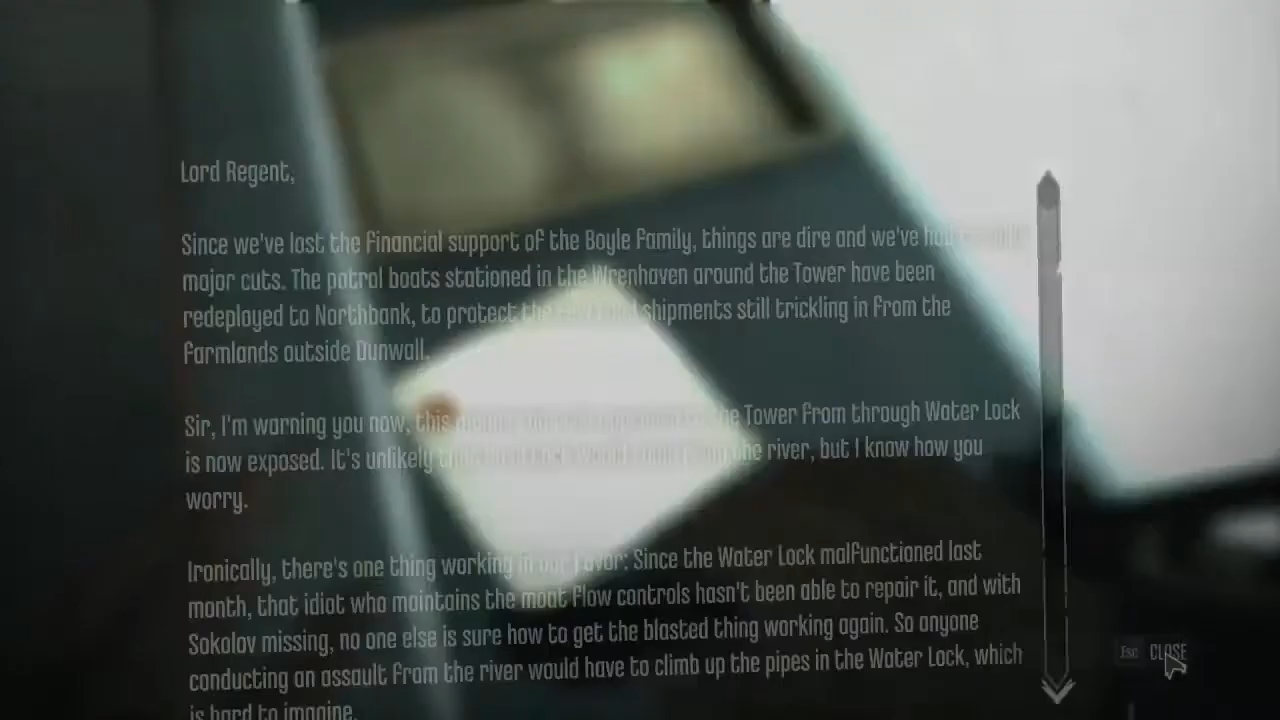 Lord Regent,
Since we've lost the financial support of the Boyle Family, things are dire and we've had
major cuts. The patrol boats stationed in the Wrenhaven around the Tower have been
redeployed to Northbank, to protect the shipments still trickling in from the
farmlands outside Dunwall.
Sir, I'm warning you now, this the Tower from through Water Lock
is now exposed. It's unlikely the river, but I know how you
worry.
Ironically, there's one thing working in our favor: Since the Water Lock malfunctioned last
month, that idiot who maintains the moat flow controls hasn't been able to repair it, and with
Sokolov missing, no one else is sure how to get the blasted thing working again. So anyone
conducting an assault from the river would have to climb up the pipes in the Water Lock, which
is hard to imagine.
Esc CLOSE